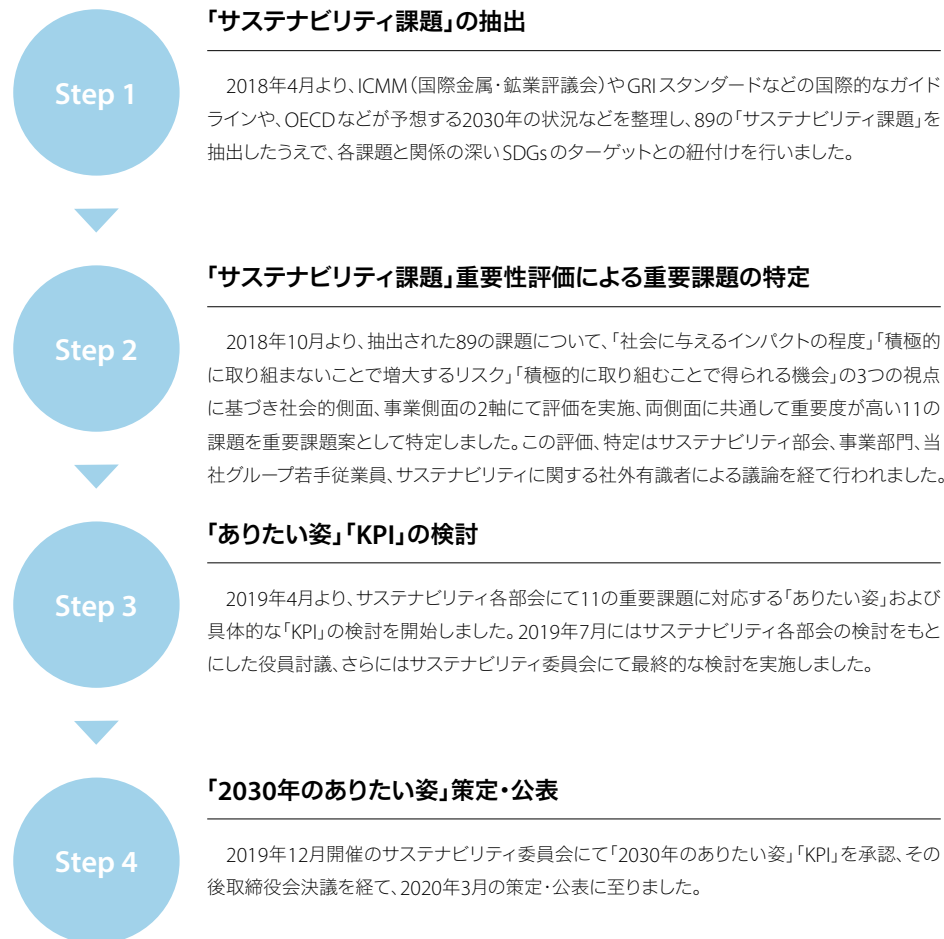 「サステナビリティ課題」の抽出
Step 1
2018年4月より、ICMM（国際金属・鉱業評議会）やGRIスタンダードなどの国際的なガイド
ラインや、OECDなどが予想する2030年の状況などを整理し、89の「サステナビリティ課題」を
抽出したうえで、各課題と関係の深いSDGsのターゲットとの紐付けを行いました。
「サステナビリティ課題」重要性評価による重要課題の特定
Step 2
2018年10月より、抽出された89の課題について、「社会に与えるインパクトの程度」「積極的
に取り組まないことで増大するリスク」「積極的に取り組むことで得られる機会」の3つの視点
に基づき社会的側面、事業側面の2軸にて評価を実施、両側面に共通して重要度が高い11の
課題を重要課題案として特定しました。この評価、特定はサステナビリティ部会、事業部門、当
社グループ若手従業員、サステナビリティに関する社外有識者による議論を経て行われました。
「ありたい姿」「KPI」の検討
Step 3
2019年4月より、サステナビリティ各部会にて11の重要課題に対応する「ありたい姿」および
具体的な「KPI」の検討を開始しました。2019年7月にはサステナビリティ各部会の検討をもと
にした役員討議、さらにはサステナビリティ委員会にて最終的な検討を実施しました。
「2030年のありたい姿」策定・公表
Step 4
2019年12月開催のサステナビリティ委員会にて「2030年のありたい姿」「KPI」を承認、その
後取締役会決議を経て、2020年3月の策定・公表に至りました。